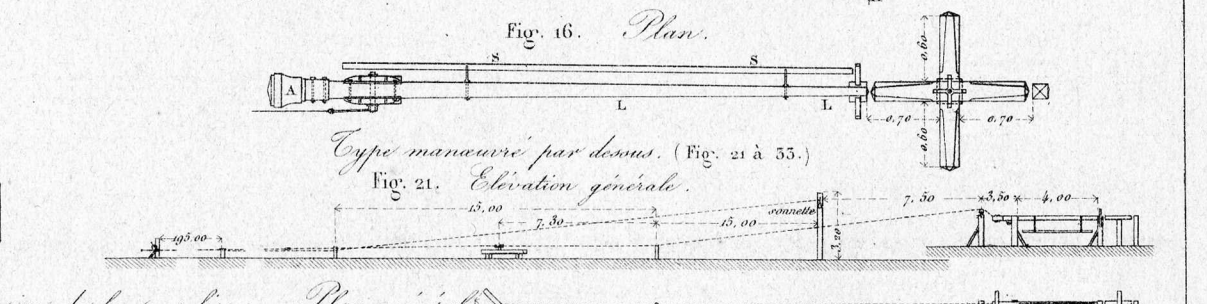 Fig. 16. Plan.
S S
A
L L
0,60
0,70 0,70
0,60
Type manœuvré par dessous. (Fig. 21 à 33.)
Fig. 21. Elévation générale.
15,00 7,50 3,50 4,00
sonnette
7,30 15,00
3,20
195,00